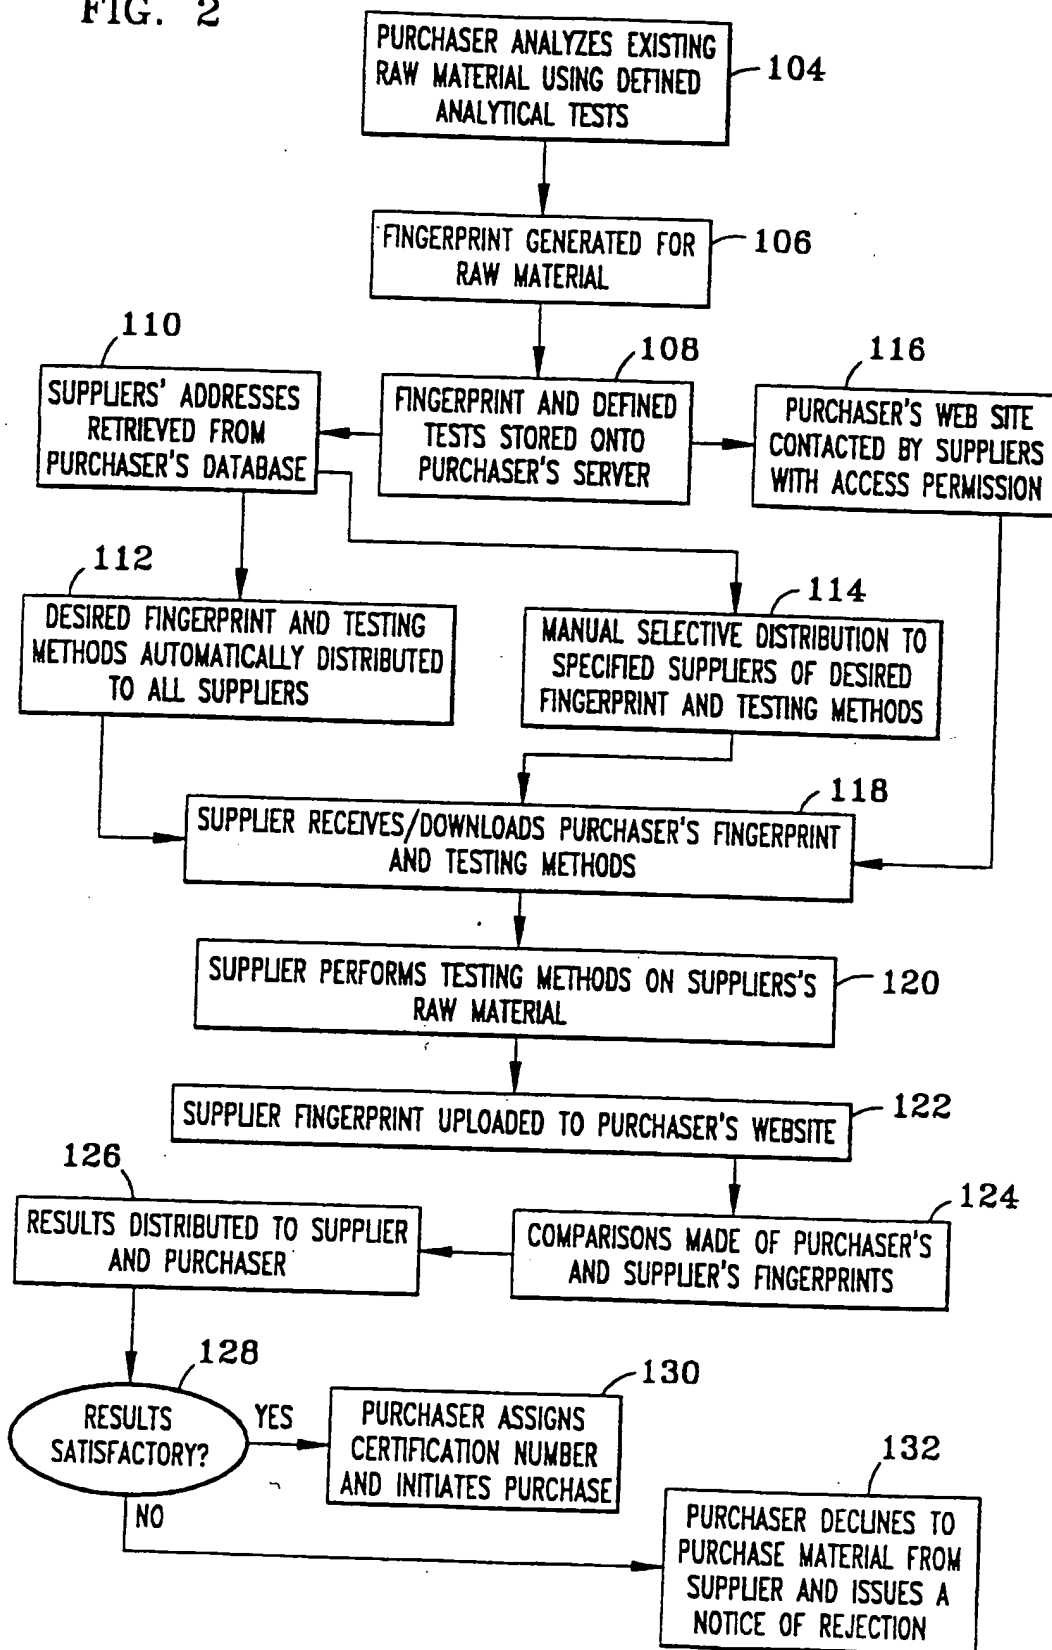 FIG. 2
PURCHASER ANALYZES EXISTING
RAW MATERIAL USING DEFINED
ANALYTICAL TESTS
104
FINGERPRINT GENERATED FOR
RAW MATERIAL
106
110
SUPPLIERS' ADDRESSES
RETRIEVED FROM
PURCHASER'S DATABASE
108
FINGERPRINT AND DEFINED
TESTS STORED ONTO
PURCHASER'S SERVER
116
PURCHASER'S WEB SITE
CONTACTED BY SUPPLIERS
WITH ACCESS PERMISSION
112
DESIRED FINGERPRINT AND TESTING
METHODS AUTOMATICALLY DISTRIBUTED
TO ALL SUPPLIERS
114
MANUAL SELECTIVE DISTRIBUTION TO
SPECIFIED SUPPLIERS OF DESIRED
FINGERPRINT AND TESTING METHODS
118
SUPPLIER RECEIVES/DOWNLOADS PURCHASER'S FINGERPRINT
AND TESTING METHODS
SUPPLIER PERFORMS TESTING METHODS ON SUPPLIERS'S
RAW MATERIAL
120
SUPPLIER FINGERPRINT UPLOADED TO PURCHASER'S WEBSITE
122
124
COMPARISONS MADE OF PURCHASER'S
AND SUPPLIER'S FINGERPRINTS
126
RESULTS DISTRIBUTED TO SUPPLIER
AND PURCHASER
128
RESULTS
SATISFACTORY?
YES
130
PURCHASER ASSIGNS
CERTIFICATION NUMBER
AND INITIATES PURCHASE
NO
132
PURCHASER DECLINES TO
PURCHASE MATERIAL FROM
SUPPLIER AND ISSUES A
NOTICE OF REJECTION